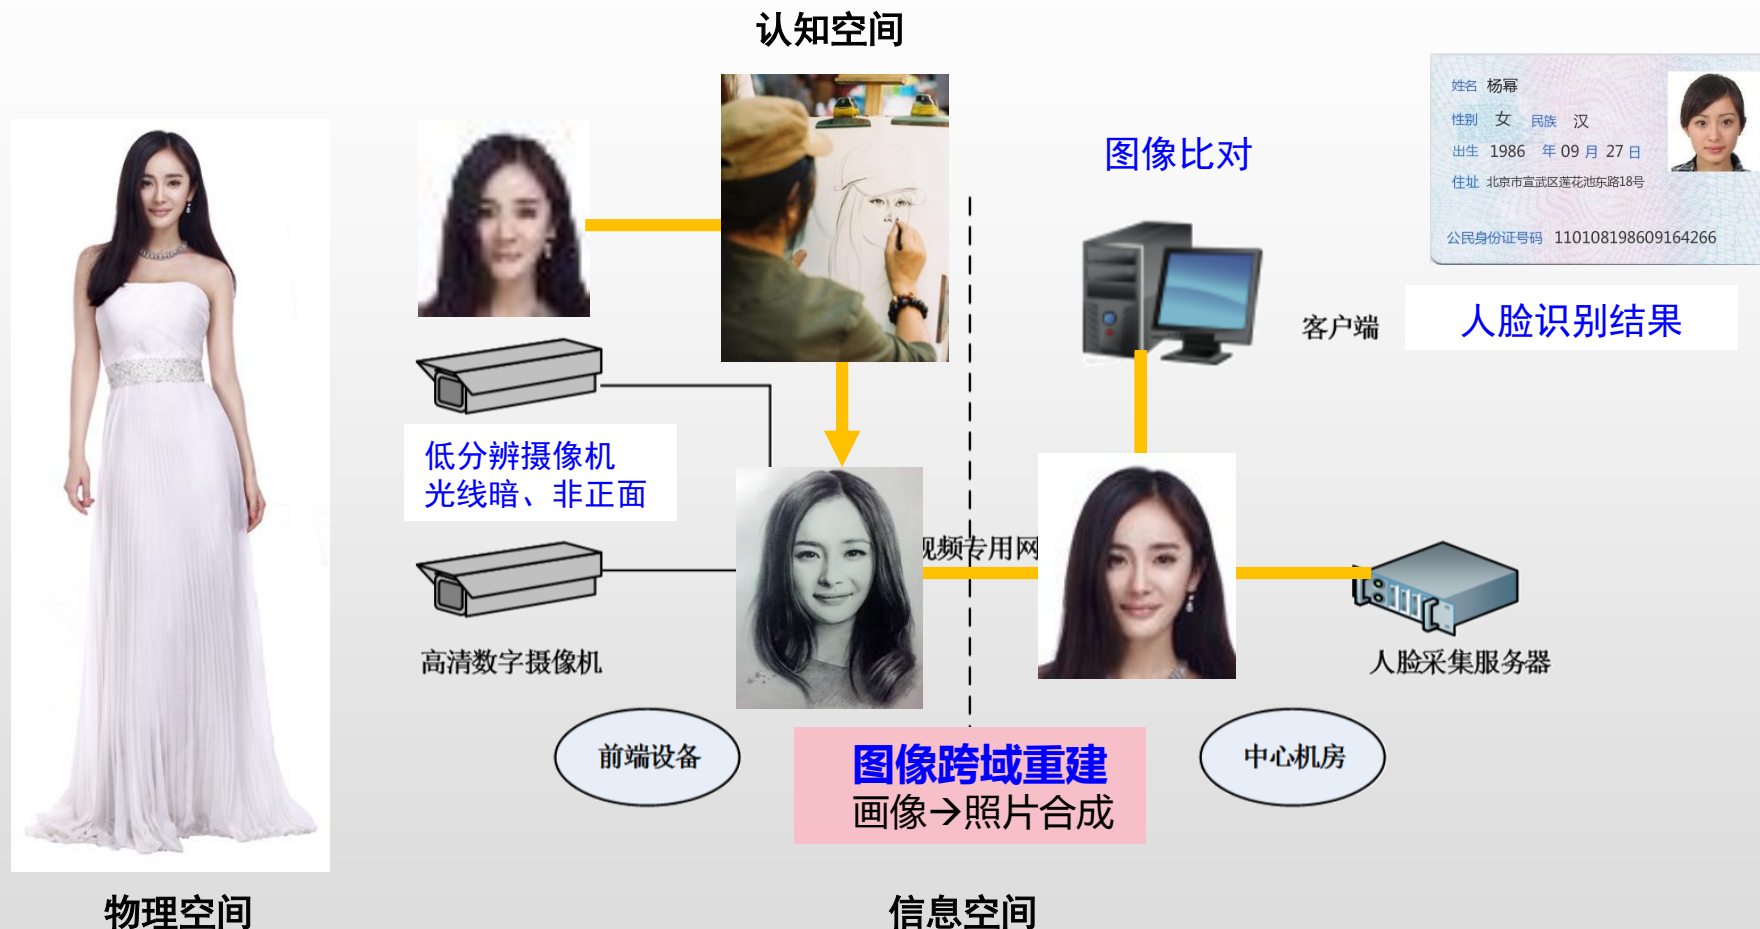 认知空间
姓名 杨幂
性别 女 民族 汉
出生 1986 年 09 月 27 日
住址 北京市宣武区莲花池东路18号
公民身份证号码 110108198609164266
图像比对
客户端
人脸识别结果
低分辨摄像机
光线暗、非正面
视频专用网
高清数字摄像机
人脸采集服务器
前端设备
图像跨域重建
画像→照片合成
中心机房
物理空间
信息空间